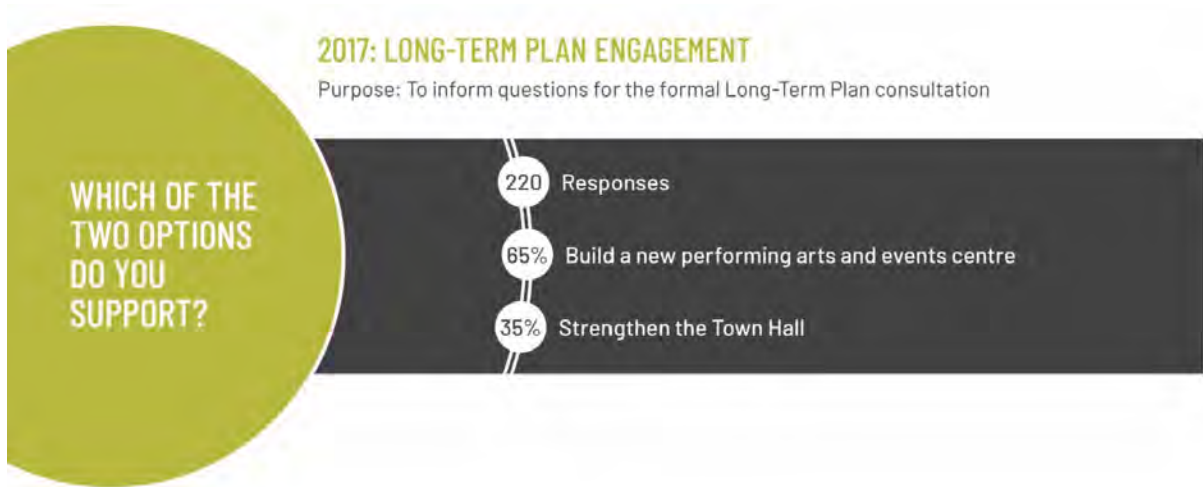 2017: LONG-TERM PLAN ENGAGEMENT
Purpose: To inform questions for the formal Long-Term Plan consultation
WHICH OF THE
TWO OPTIONS
DO YOU
SUPPORT?
220 Responses
65% Build a new performing arts and events centre
35% Strengthen the Town Hall